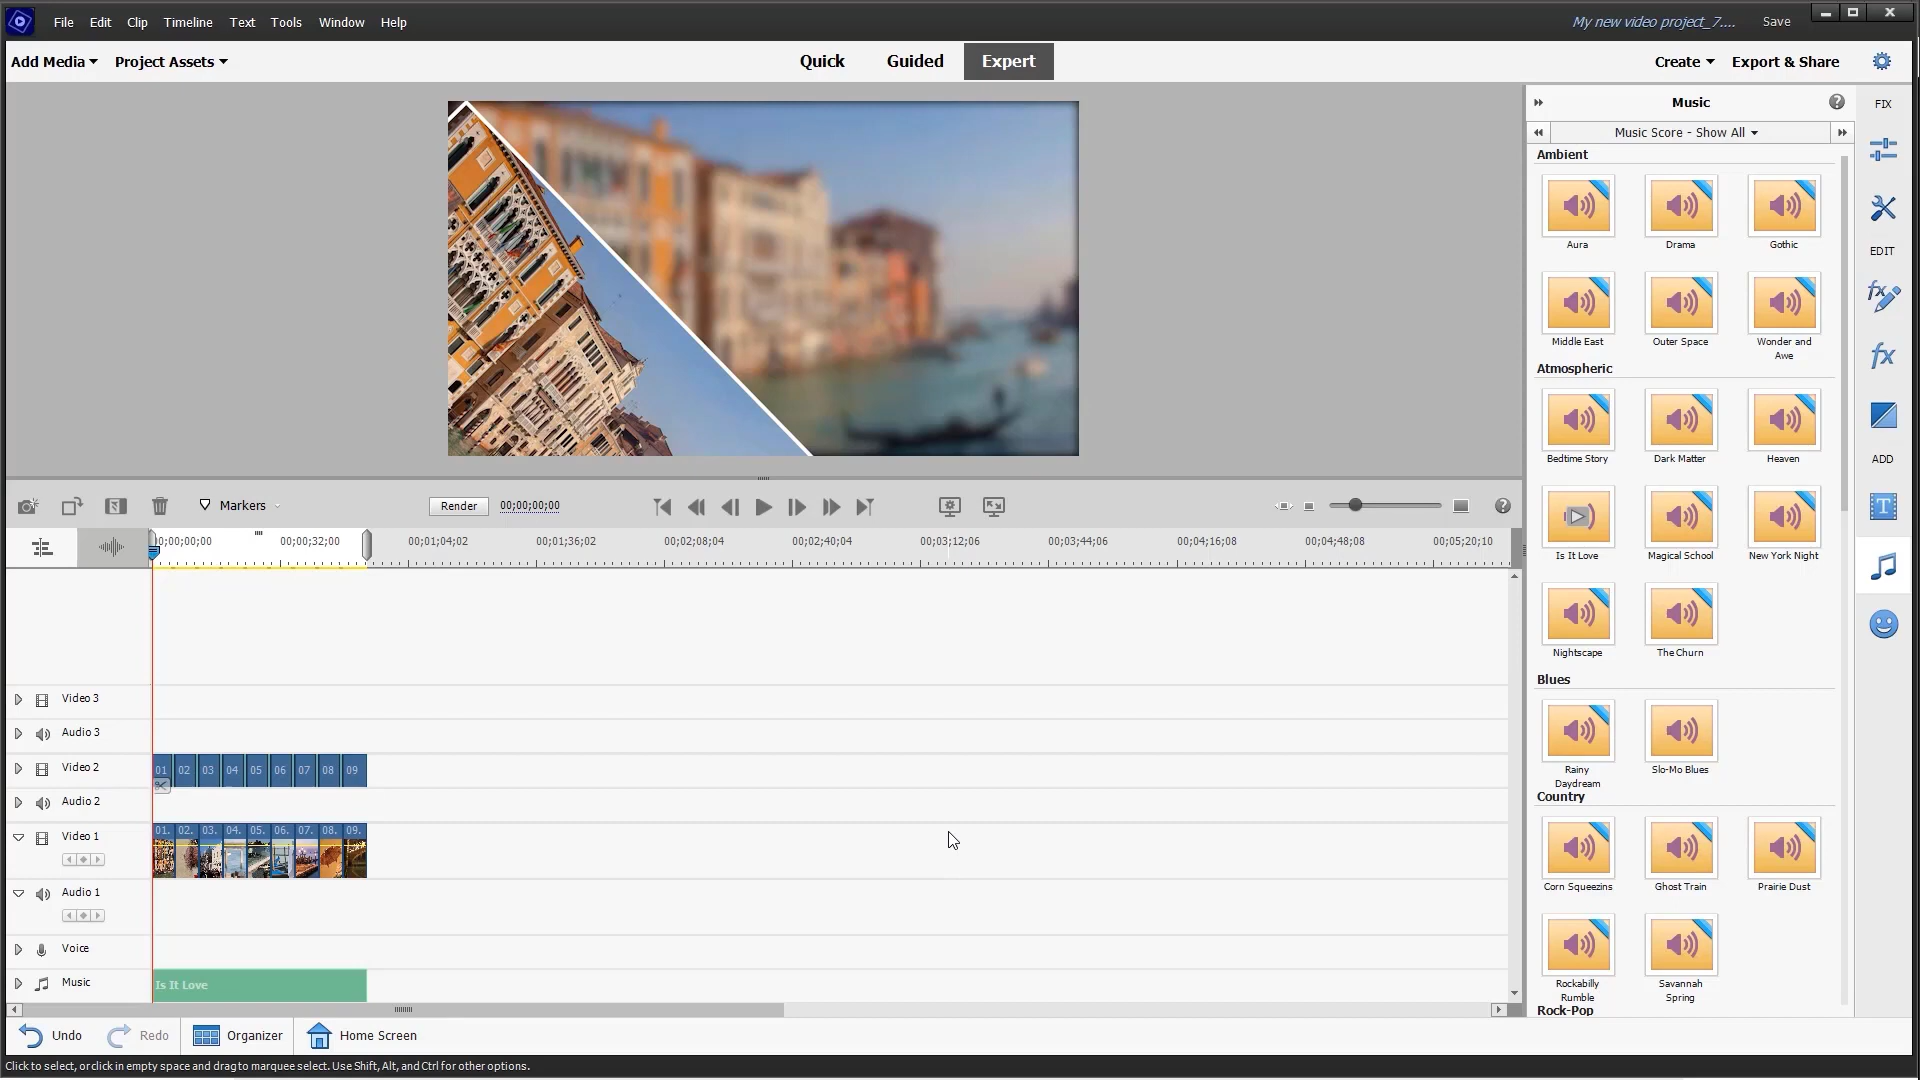 File Edit Clip Timeline Text Tools Window Help
My new video project_7....
Save
Add Media
Project Assets
Quick
Guided
Expert
Create
Export & Share
Music
Music Score - Show All
Ambient
Aura
Drama
Gothic
Middle East
Outer Space
Wonder and
Awe
Atmospheric
Bedtime Story
Dark Matter
Heaven
Is It Love
Magical School
New York Night
Nightscape
The Churn
Blues
Rainy
Daydream
Slo-Mo Blues
Country
Corn Squeezins
Ghost Train
Prairie Dust
Rockabilly
Rumble
Savannah
Spring
Rock-Pop
FIX
EDIT
fx
fx
ADD
T
Markers
Render
00;00;00;00
00;00;00;00
00;00;32;00
00;01;04;02
00;01;36;02
00;02;08;04
00;02;40;04
00;03;12;06
00;03;44;06
00;04;16;08
00;04;48;08
00;05;20;10
Video 3
Audio 3
Video 2
01 02 03 04 05 06 07 08 09
Audio 2
Video 1
01. 02. 03. 04. 05. 06. 07. 08. 09.
Audio 1
Voice
Music
Is It Love
Undo
Redo
Organizer
Home Screen
Click to select, or click in empty space and drag to marquee select. Use Shift, Alt, and Ctrl for other options.